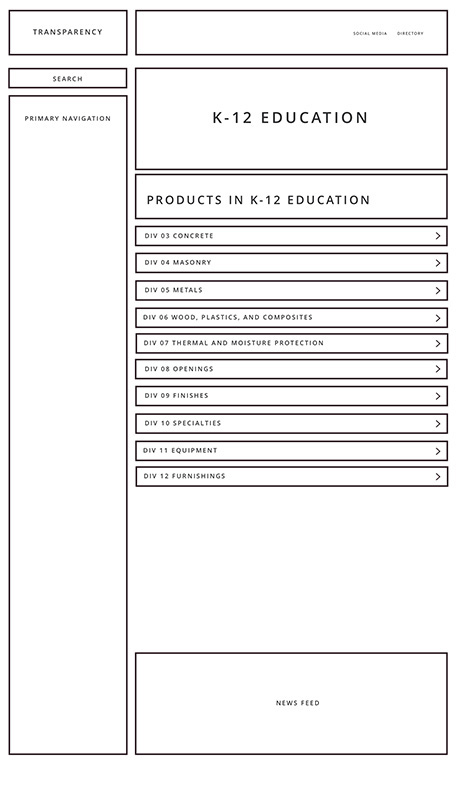 TRANSPARENCY
SOCIAL MEDIA DIRECTORY
SEARCH
PRIMARY NAVIGATION
K-12 EDUCATION
PRODUCTS IN K-12 EDUCATION
DIV 03 CONCRETE
DIV 04 MASONRY
DIV 05 METALS
DIV 06 WOOD, PLASTICS, AND COMPOSITES
DIV 07 THERMAL AND MOISTURE PROTECTION
DIV 08 OPENINGS
DIV 09 FINISHES
DIV 10 SPECIALTIES
DIV 11 EQUIPMENT
DIV 12 FURNISHINGS
NEWS FEED